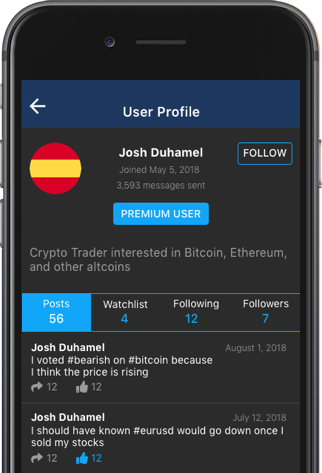 User Profile
Josh Duhamel
FOLLOW
Joined May 5, 2018
3,593 messages sent
PREMIUM USER
Crypto Trader interested in Bitcoin, Ethereum,
and other altcoins
Posts
56
Watchlist
4
Following
12
Followers
7
Josh Duhamel
August 1, 2018
I voted #bearish on #bitcoin because
I think the price is rising
12
12
Josh Duhamel
July 12, 2018
I should have known #eurusd would go down once I
sold my stocks
12
12